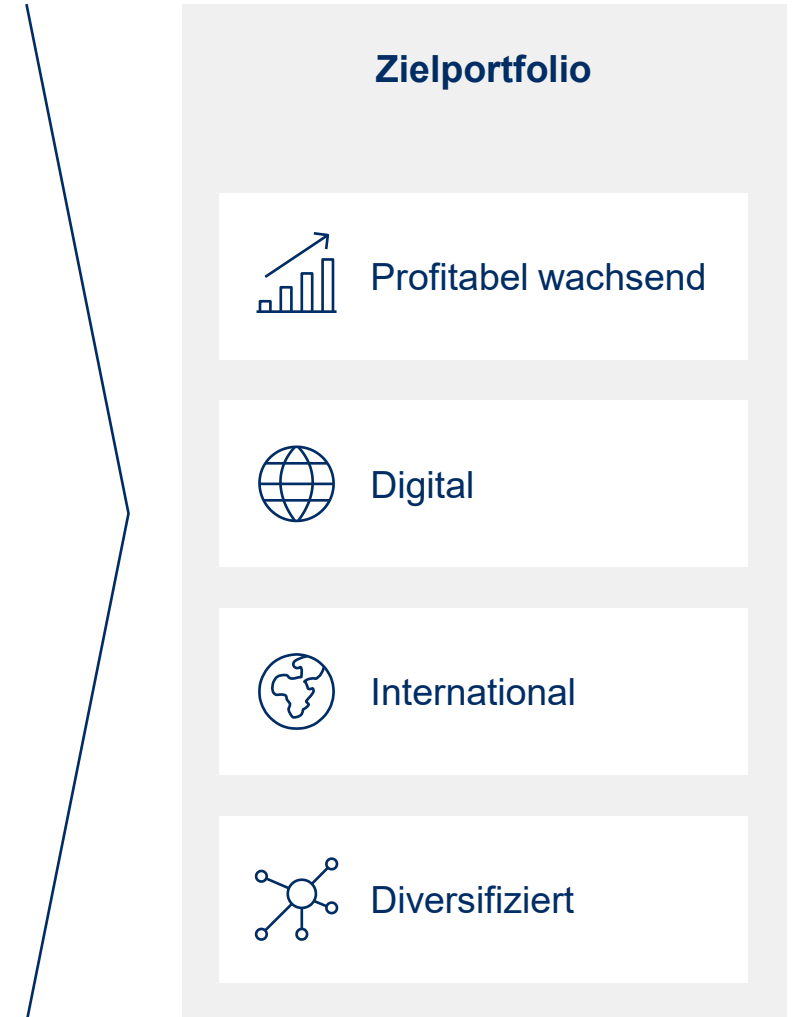 Zielportfolio
Profitabel wachsend
Digital
International
Diversifiziert